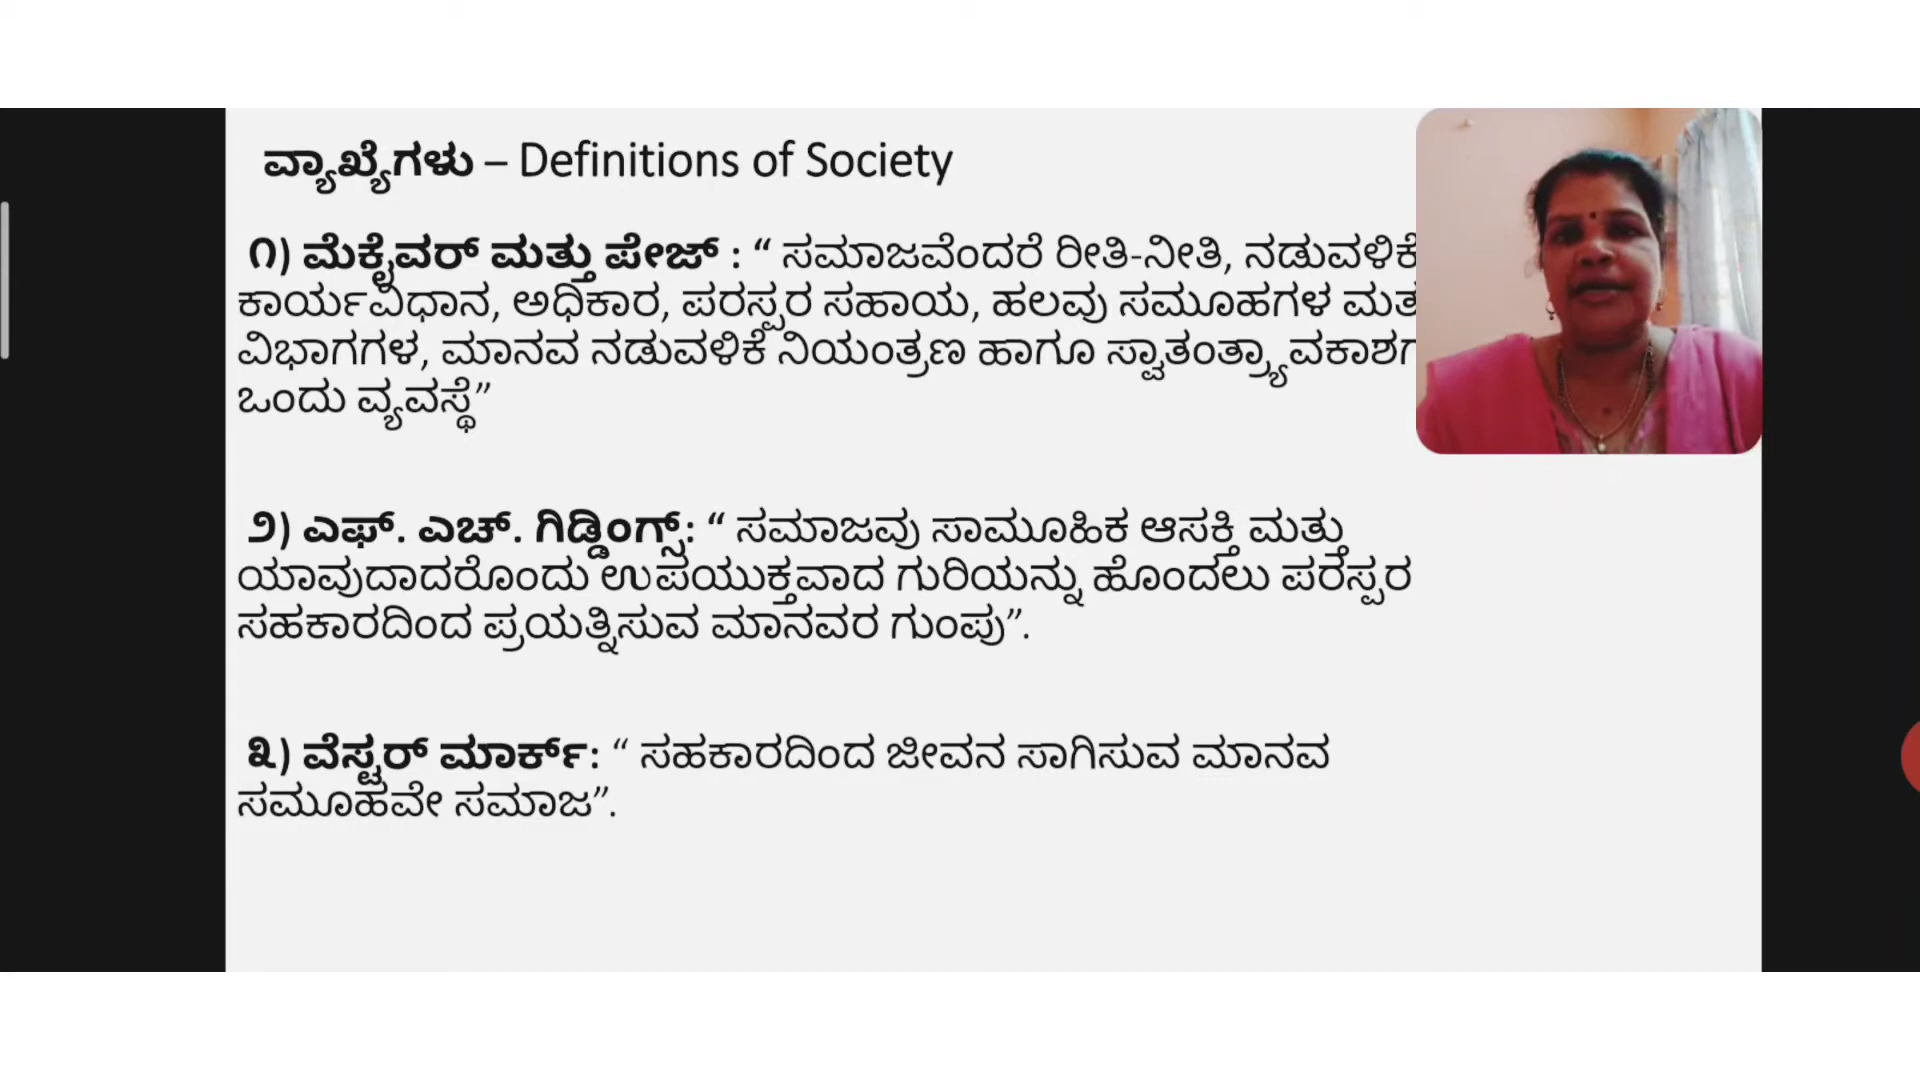 ವ್ಯಾಖ್ಯೆಗಳು – Definitions of Society
೧) ಮೆಕೈವರ್ ಮತ್ತು ಪೇಜ್ : “ ಸಮಾಜವೆಂದರೆ ರೀತಿ-ನೀತಿ, ನಡುವಳಿಕೆ
ಕಾರ್ಯವಿಧಾನ, ಅಧಿಕಾರ, ಪರಸ್ಪರ ಸಹಾಯ, ಹಲವು ಸಮೂಹಗಳ
ವಿಭಾಗಗಳ, ಮಾನವ ನಡುವಳಿಕೆ ನಿಯಂತ್ರಣ ಹಾಗೂ
ಒಂದು ವ್ಯವಸ್ಥೆ”
೨) ಎಫ್. ಎಚ್. ಗಿಡ್ಡಿಂಗ್ಸ್: “ ಸಮಾಜವು ಸಾಮೂಹಿಕ ಆಸಕ್ತಿ ಮತ್ತು
ಯಾವುದಾದರೊಂದು ಉಪಯುಕ್ತವಾದ ಗುರಿಯನ್ನು ಹೊಂದಲು ಪರಸ್ಪರ
ಸಹಕಾರದಿಂದ ಪ್ರಯತ್ನಿಸುವ ಮಾನವರ ಗುಂಪು”.
೩) ವೆಸ್ಟರ್ ಮಾರ್ಕ್: “ ಸಹಕಾರದಿಂದ ಜೀವನ ಸಾಗಿಸುವ ಮಾನವ
ಸಮೂಹವೇ ಸಮಾಜ”.